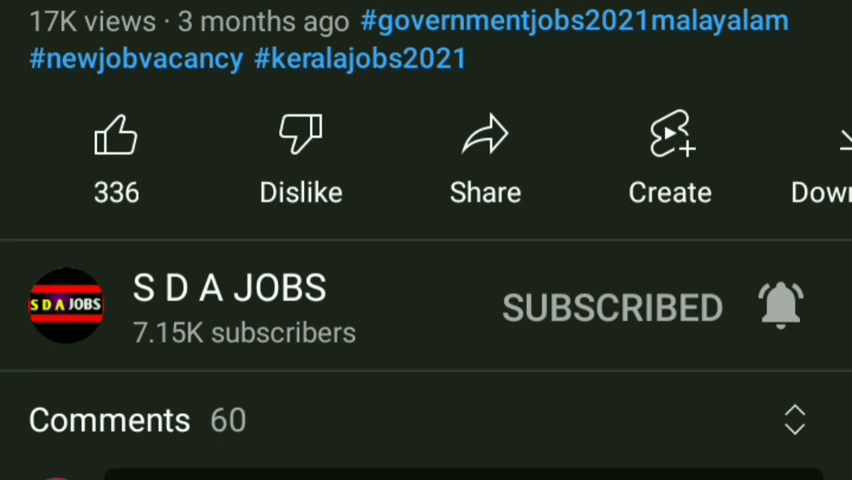 17K views · 3 months ago #governmentjobs2021malayalam
#newjobvacancy #keralajobs2021
336 Dislike Share Create Down
S D A JOBS
S D A JOBS
7.15K subscribers
SUBSCRIBED
Comments 60